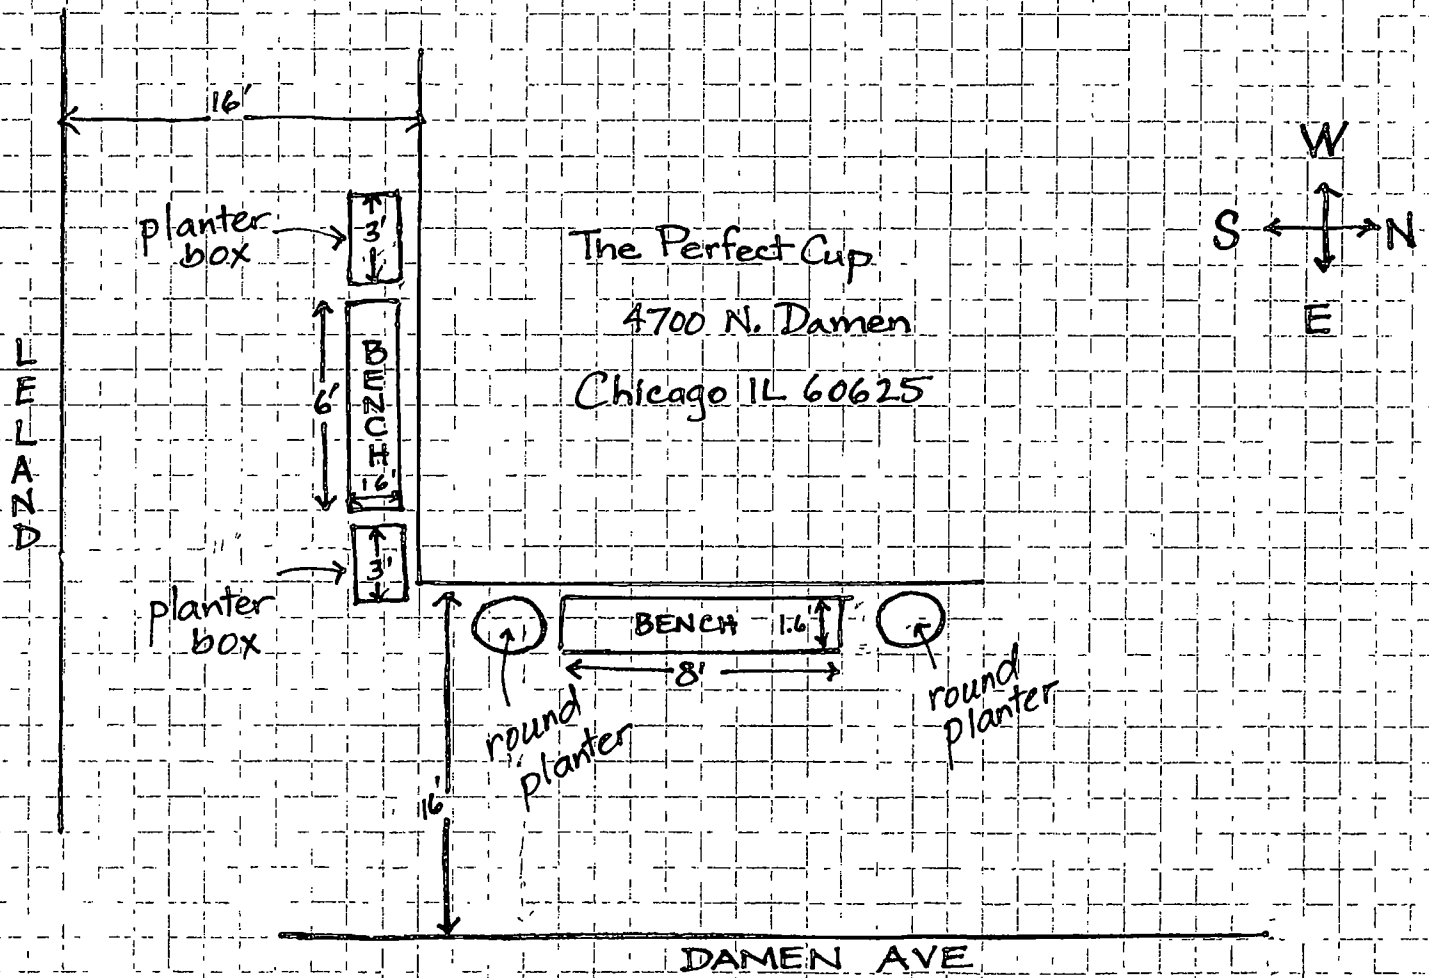 16'
W
S N
E
planter
box
3'
The Perfect Cup
4700 N. Damen
Chicago IL 60625
LELAND
6'
BENCH
1.6'
3'
planter
box
BENCH 1.6'
8'
round
planter
round
planter
16'
DAMEN AVE